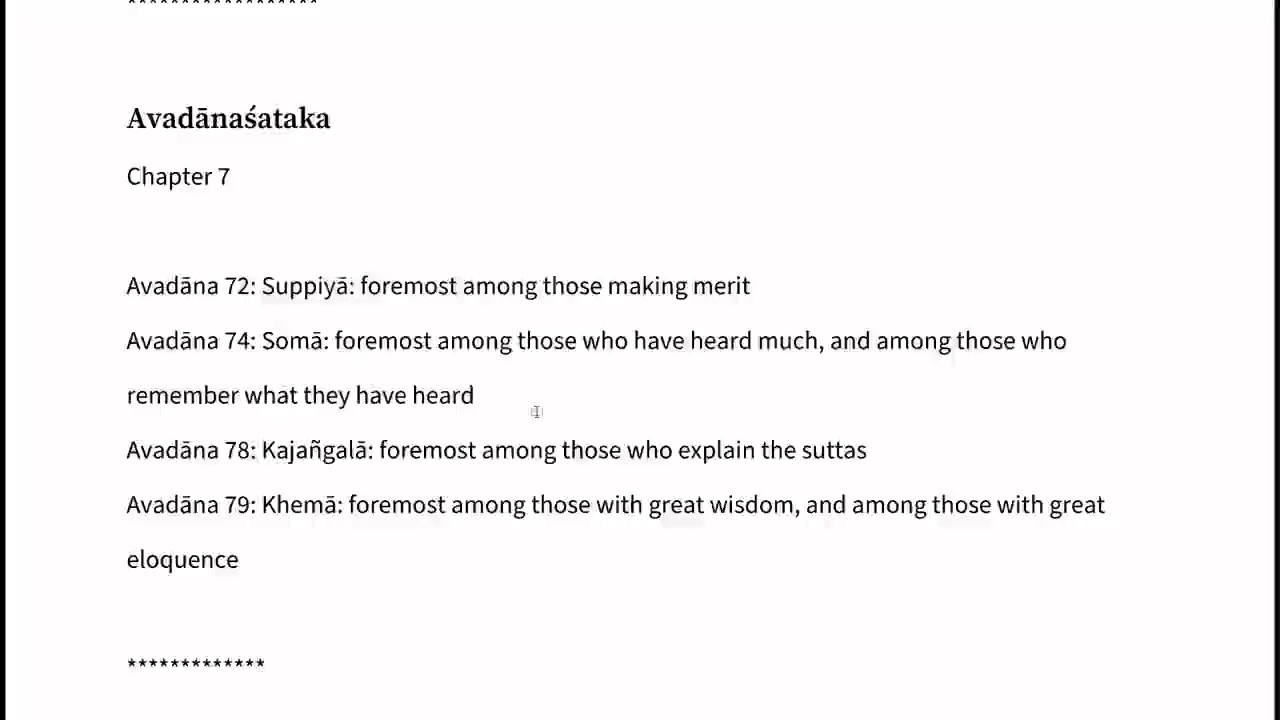 ******************
Avadānaśataka
Chapter 7
Avadāna 72: Suppiyā: foremost among those making merit
Avadāna 74: Somā: foremost among those who have heard much, and among those who
remember what they have heard
Avadāna 78: Kajañgalā: foremost among those who explain the suttas
Avadāna 79: Khemā: foremost among those with great wisdom, and among those with great
eloquence
*************